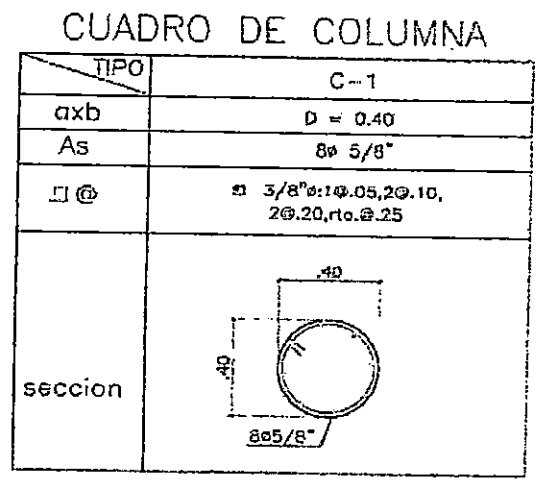 CUADRO DE COLUMNA
TIPO
C-1
axb
D = 0.40
As
8ø 5/8"
@
3/8"ø:1@.05,2@.10,
2@.20,rto.@.25
seccion
.40
.40
8ø5/8"